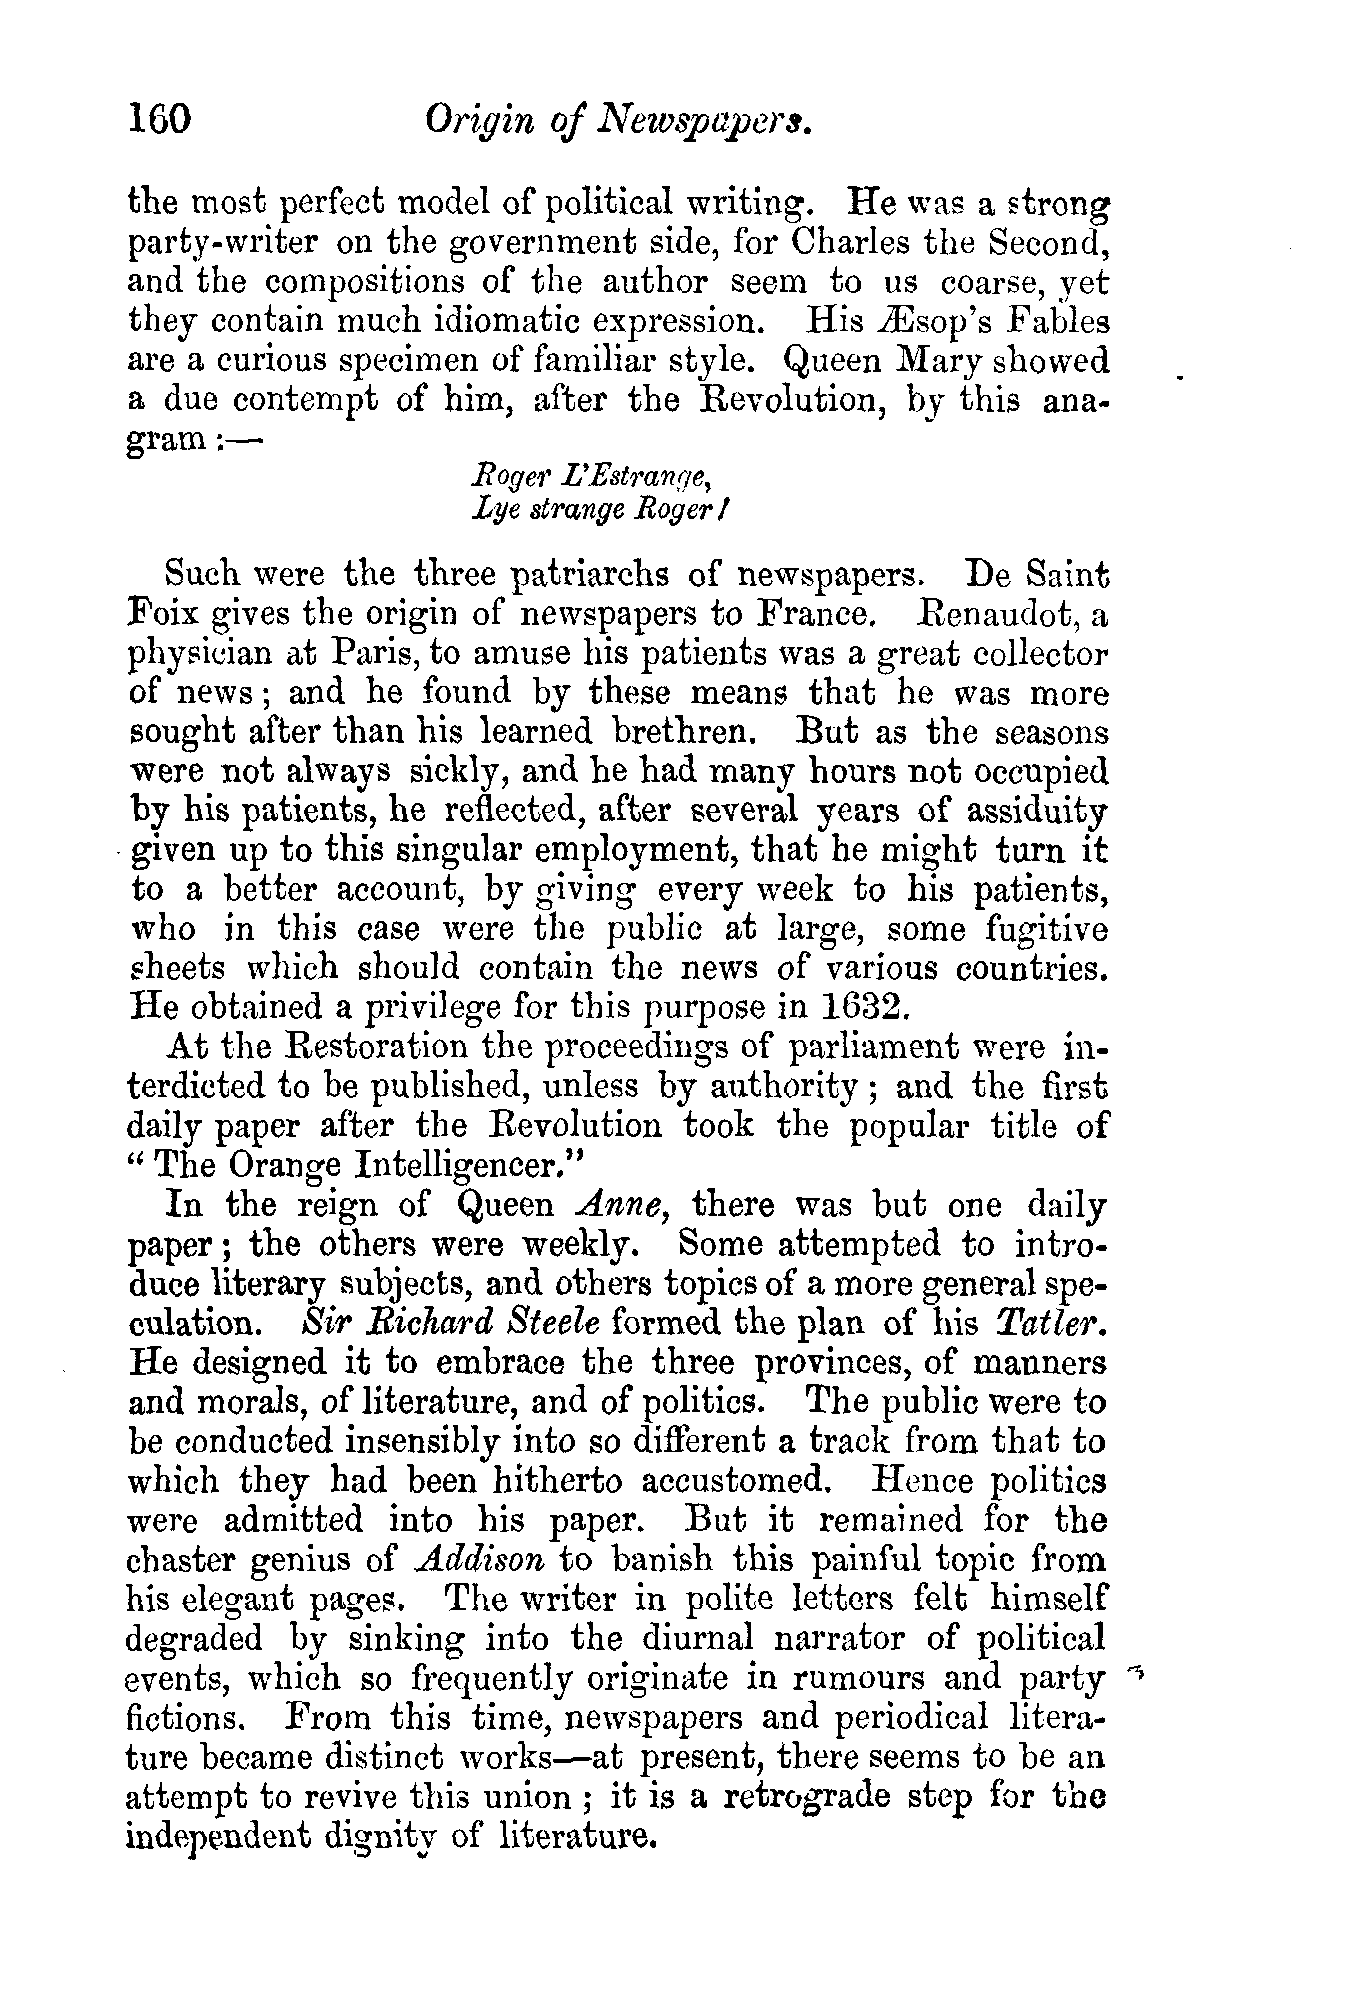 160 Origin of Newspapers.
the most perfect model of political writing. He was a strong
party-writer on the government side, for Charles the Second,
and the compositions of the author seem to us coarse, yet
they contain much idiomatic expression. His Æsop's Fables
are a curious specimen of familiar style. Queen Mary showed
a due contempt of him, after the Revolution, by this ana-
gram :—
Roger L'Estrange,
Lye strange Roger!
Such were the three patriarchs of newspapers. De Saint
Foix gives the origin of newspapers to France. Renaudot, a
physician at Paris, to amuse his patients was a great collector
of news; and he found by these means that he was more
sought after than his learned brethren. But as the seasons
were not always sickly, and he had many hours not occupied
by his patients, he reflected, after several years of assiduity
given up to this singular employment, that he might turn it
to a better account, by giving every week to his patients,
who in this case were the public at large, some fugitive
sheets which should contain the news of various countries.
He obtained a privilege for this purpose in 1632.
At the Restoration the proceedings of parliament were in-
terdicted to be published, unless by authority; and the first
daily paper after the Revolution took the popular title of
"The Orange Intelligencer."
In the reign of Queen Anne, there was but one daily
paper; the others were weekly. Some attempted to intro-
duce literary subjects, and others topics of a more general spe-
culation. Sir Richard Steele formed the plan of his Tatler.
He designed it to embrace the three provinces, of manners
and morals, of literature, and of politics. The public were to
be conducted insensibly into so different a track from that to
which they had been hitherto accustomed. Hence politics
were admitted into his paper. But it remained for the
chaster genius of Addison to banish this painful topic from
his elegant pages. The writer in polite letters felt himself
degraded by sinking into the diurnal narrator of political
events, which so frequently originate in rumours and party
fictions. From this time, newspapers and periodical litera-
ture became distinct works—at present, there seems to be an
attempt to revive this union; it is a retrograde step for the
independent dignity of literature.